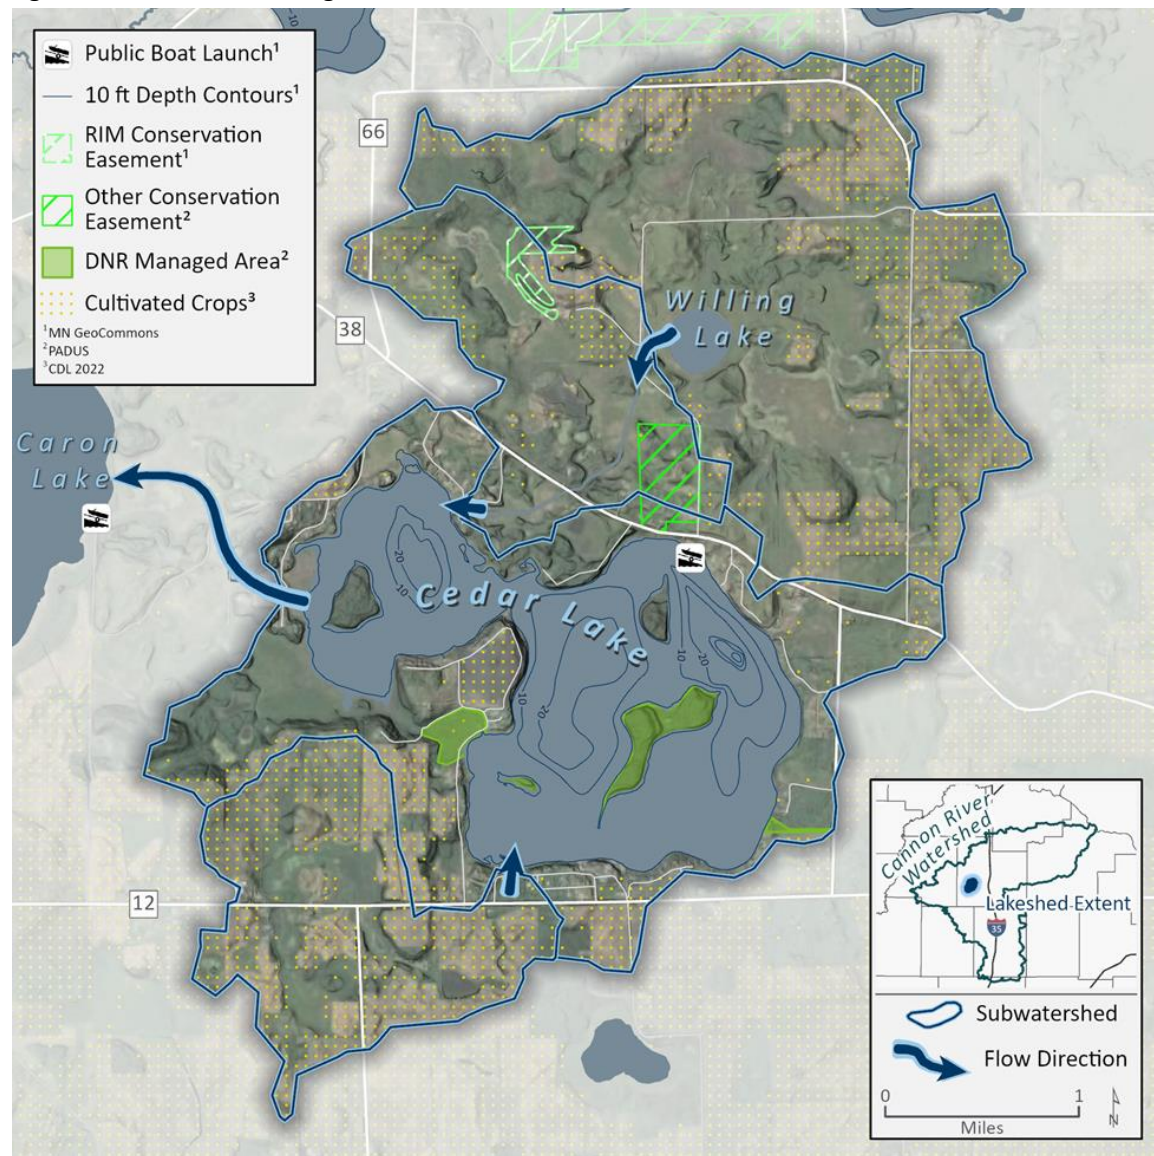 Public Boat Launch¹
10 ft Depth Contours¹
RIM Conservation
Easement¹
Other Conservation
Easement²
DNR Managed Area²
Cultivated Crops³
¹MN GeoCommons
²PADUS
³CDL 2022
10
66
38
Willing
Lake
Caron
Lake
Cedar Lake
20
10
10
20
10
20
12
Cannon River
Watershed
Lakeshed Extent
35
Subwatershed
Flow Direction
0 1
Miles
N